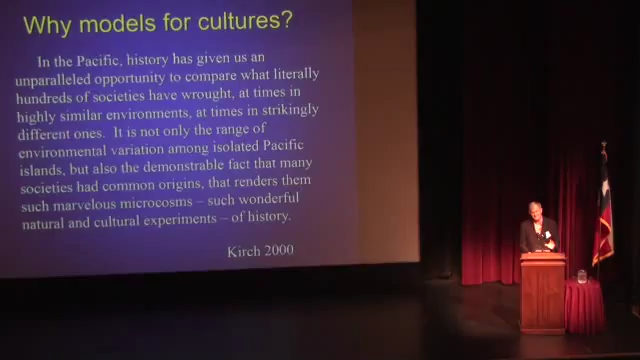 Why models for cultures?
In the Pacific, history has given us an
unparalleled opportunity to compare what literally
hundreds of societies have wrought, at times in
highly similar environments, at times in strikingly
different ones. It is not only the range of
environmental variation among isolated Pacific
islands, but also the demonstrable fact that many
societies had common origins, that renders them
such marvelous microcosms – such wonderful
natural and cultural experiments – of history.
Kirch 2000